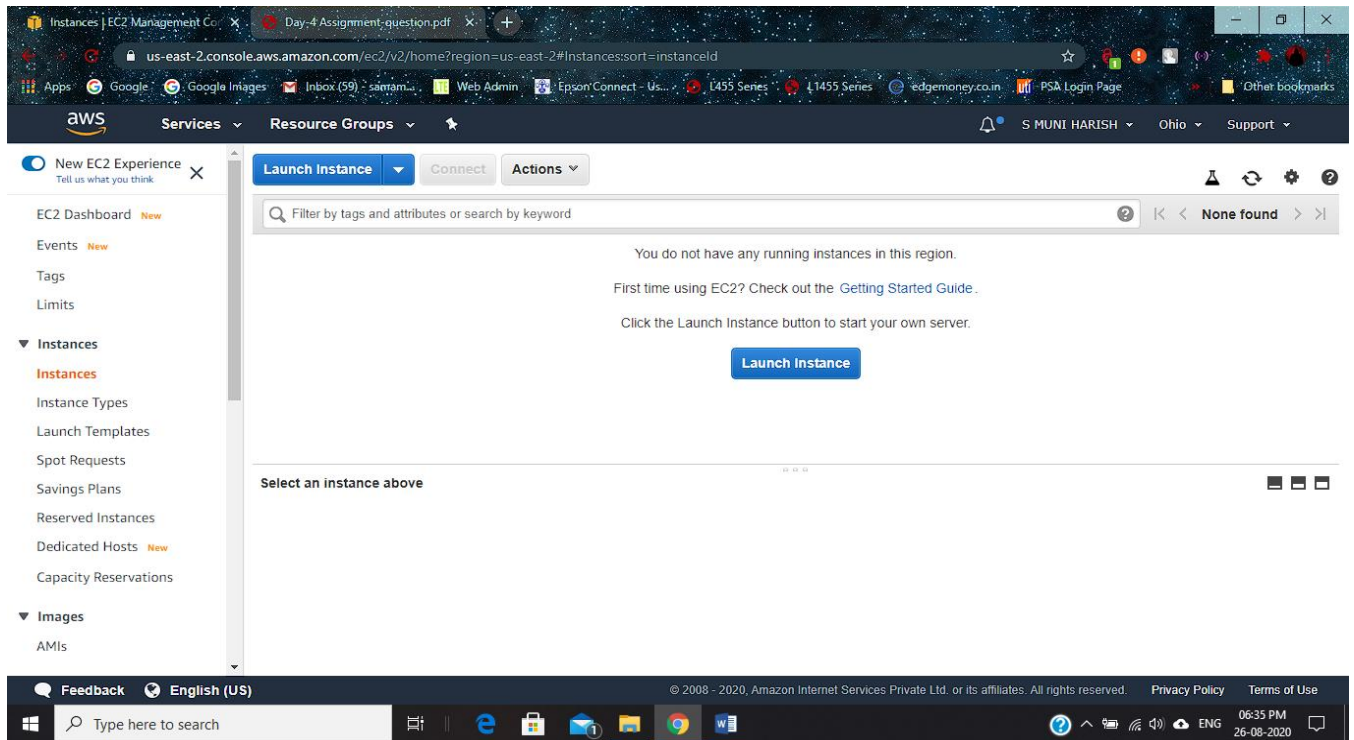 Instances | EC2 Management Co
Day-4 Assignment-question.pdf
us-east-2.console.aws.amazon.com/ec2/v2/home?region=us-east-2#Instances:sort=instanceId
Apps Google Google Images Inbox (59) - Web Admin Epson Connect - Us... L455 Series L1455 Series edgemoney.co.in PSA Login Page Other bookmarks
aws Services Resource Groups S MUNI HARISH Ohio Support
New EC2 Experience
Tell us what you think
Launch Instance Connect Actions
EC2 Dashboard New
Filter by tags and attributes or search by keyword
None found
Events New
You do not have any running instances in this region.
Tags
First time using EC2? Check out the Getting Started Guide.
Limits
Click the Launch Instance button to start your own server.
Instances
Launch Instance
Instances
Instance Types
Launch Templates
Spot Requests
Savings Plans
Select an instance above
Reserved Instances
Dedicated Hosts New
Capacity Reservations
Images
AMIs
Feedback English (US)
© 2008 - 2020, Amazon Internet Services Private Ltd. or its affiliates. All rights reserved. Privacy Policy Terms of Use
Type here to search
ENG
06:35 PM
26-08-2020